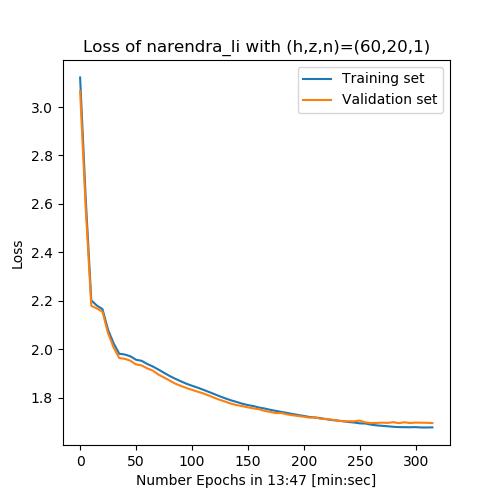 Loss of narendra_li with (h,z,n)=(60,20,1)
Training set
Validation set
3.0
2.8
2.6
2.4
2.2
2.0
1.8
Loss
0 50 100 150 200 250 300
Number Epochs in 13:47 [min:sec]